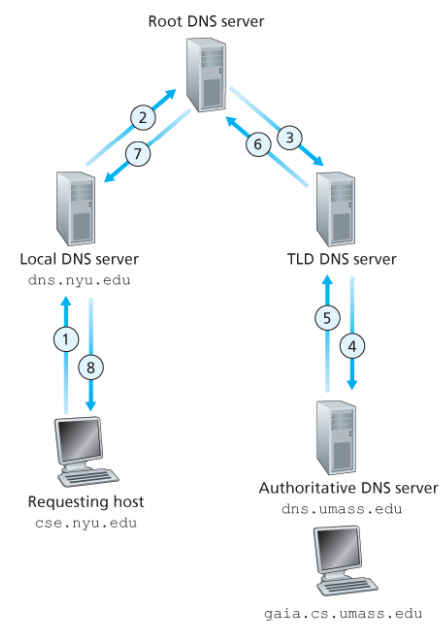 Root DNS server
2
7
6
3
Local DNS server
dns.nyu.edu
TLD DNS server
1
8
5
4
Requesting host
cse.nyu.edu
Authoritative DNS server
dns.umass.edu
gaia.cs.umass.edu